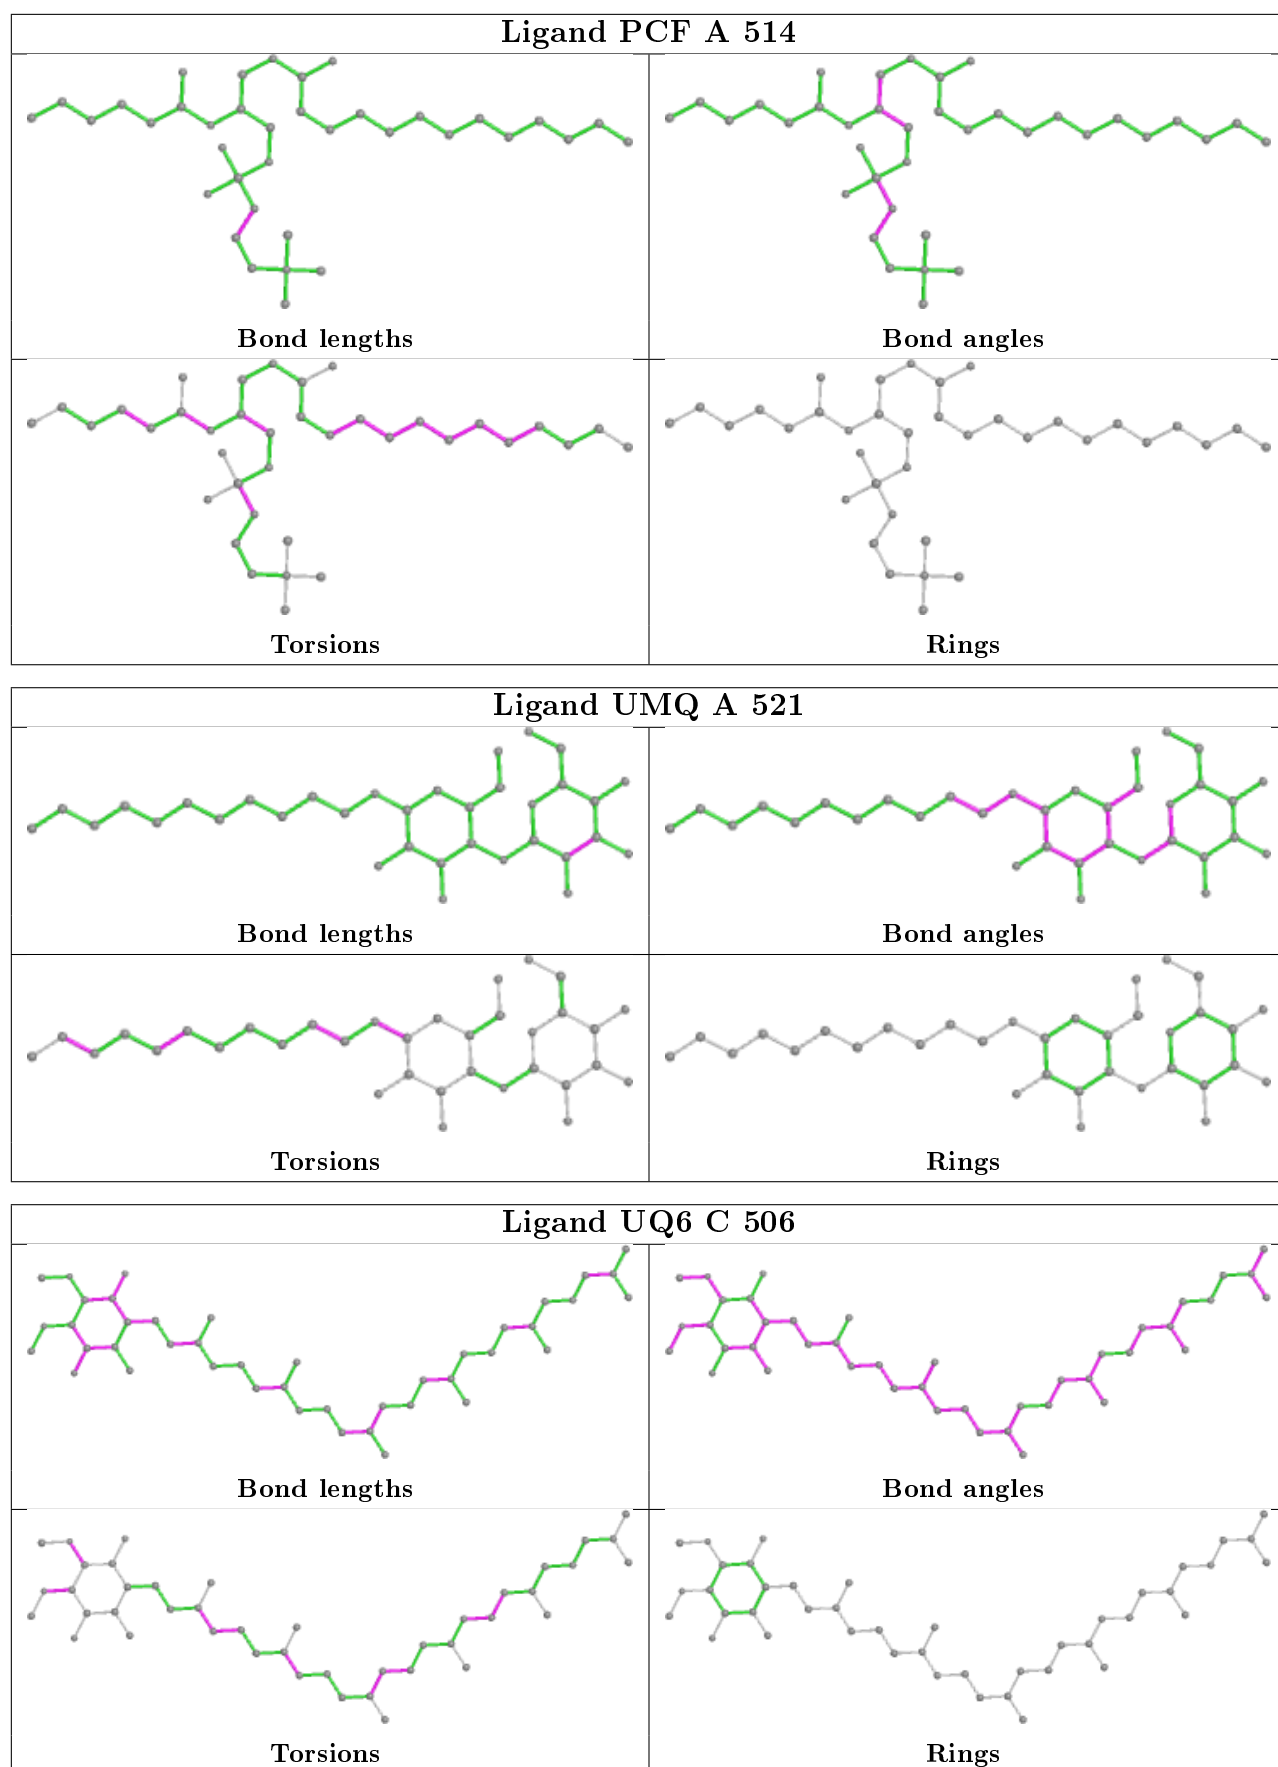 Ligand PCF A 514
Bond lengths
Bond angles
Torsions
Rings
Ligand UMQ A 521
Bond lengths
Bond angles
Torsions
Rings
Ligand UQ6 C 506
Bond lengths
Bond angles
Torsions
Rings